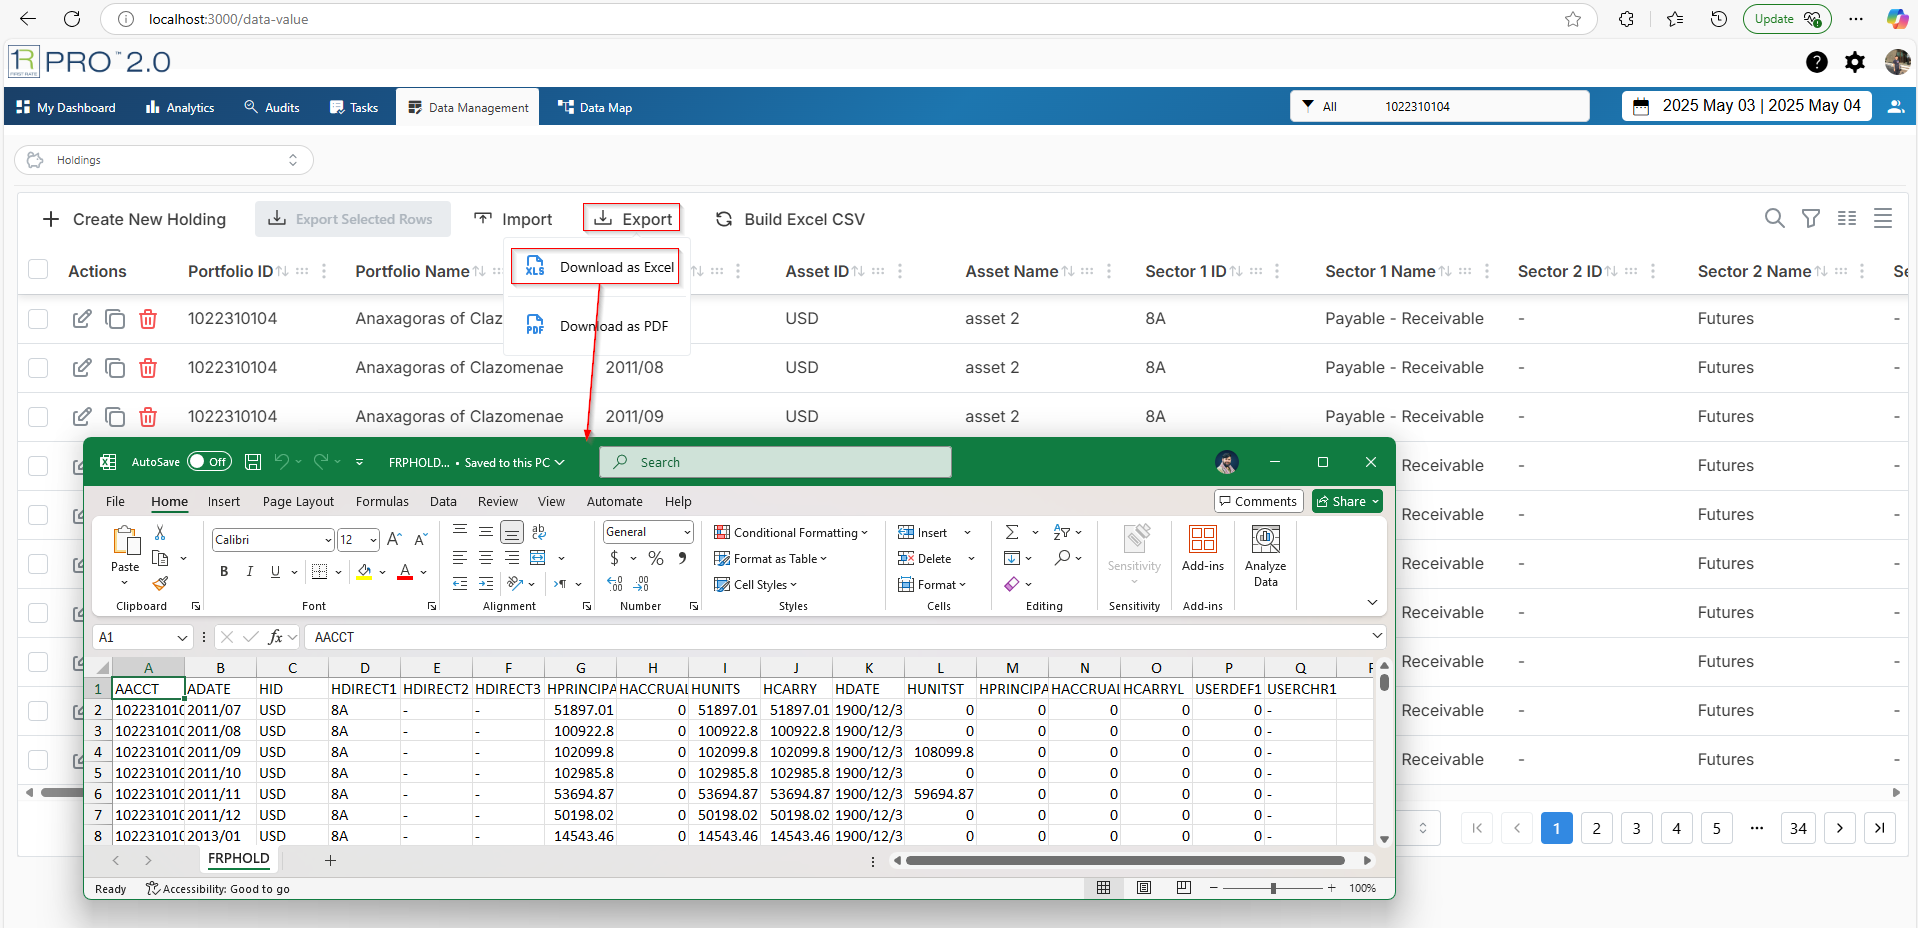 localhost:3000/data-value
Update
1R PRO™ 2.0
FIRST RATE
My Dashboard Analytics Audits Tasks Data Management Data Map All 1022310104 2025 May 03 | 2025 May 04
Holdings
Create New Holding Export Selected Rows Import Export Build Excel CSV
Actions Portfolio ID Portfolio Name Asset ID Asset Name Sector 1 ID Sector 1 Name Sector 2 ID Sector 2 Name
XLS Download as Excel
1022310104 Anaxagoras of Claz USD asset 2 8A Payable - Receivable - Futures -
PDF Download as PDF
1022310104 Anaxagoras of Clazomenae 2011/08 USD asset 2 8A Payable - Receivable - Futures -
1022310104 Anaxagoras of Clazomenae 2011/09 USD asset 2 8A Payable - Receivable - Futures -
Receivable - Futures -
Receivable - Futures -
Receivable - Futures -
Receivable - Futures -
Receivable - Futures -
Receivable - Futures -
Receivable - Futures -
AutoSave Off FRPHOLD... • Saved to this PC Search
File Home Insert Page Layout Formulas Data Review View Automate Help Comments Share
Paste Calibri 12 General Conditional Formatting Insert
Format as Table Delete Sensitivity Add-ins Analyze Data
B I U A $ % Cell Styles Format
Clipboard Font Alignment Number Styles Cells Editing Sensitivity Add-ins
A1 fx AACCT
A B C D E F G H I J K L M N O P Q
1 AACCT ADATE HID HDIRECT1 HDIRECT2 HDIRECT3 HPRINCIPA HACCRUAL HUNITS HCARRY HDATE HUNITST HPRINCIPA HACCRUAL HCARRYL USERDEF1 USERCHR1
2 102231010 2011/07 USD 8A - - 51897.01 0 51897.01 51897.01 1900/12/3 0 0 0 0 0 -
3 102231010 2011/08 USD 8A - - 100922.8 0 100922.8 100922.8 1900/12/3 0 0 0 0 0 -
4 102231010 2011/09 USD 8A - - 102099.8 0 102099.8 102099.8 1900/12/3 108099.8 0 0 0 0 -
5 102231010 2011/10 USD 8A - - 102985.8 0 102985.8 102985.8 1900/12/3 0 0 0 0 0 -
6 102231010 2011/11 USD 8A - - 53694.87 0 53694.87 53694.87 1900/12/3 59694.87 0 0 0 0 -
7 102231010 2011/12 USD 8A - - 50198.02 0 50198.02 50198.02 1900/12/3 0 0 0 0 0 -
8 102231010 2013/01 USD 8A - - 14543.46 0 14543.46 14543.46 1900/12/3 0 0 0 0 0 -
FRPHOLD
Ready Accessibility: Good to go 100%
1 2 3 4 5 ... 34